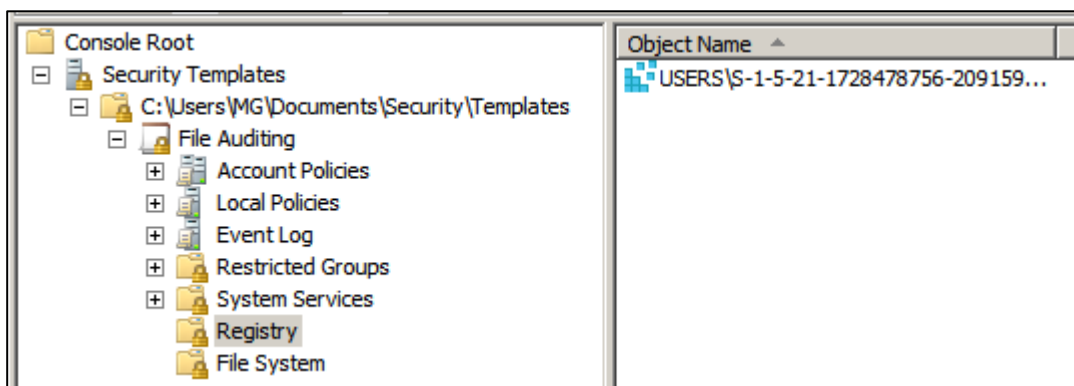 Console Root
Security Templates
C:\Users\MG\Documents\Security\Templates
File Auditing
Account Policies
Local Policies
Event Log
Restricted Groups
System Services
Registry
File System
Object Name
USERS\S-1-5-21-1728478756-209159...